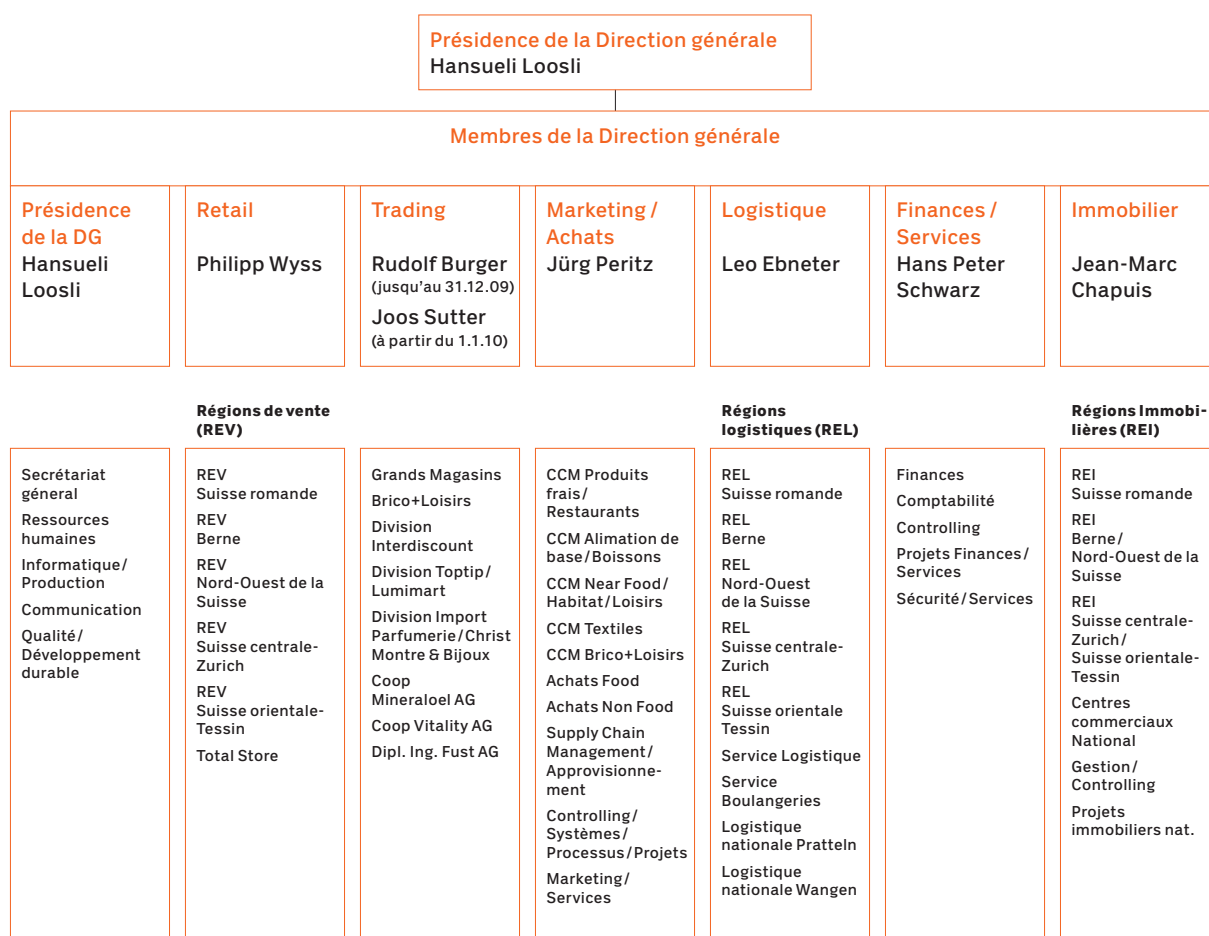 Présidence de la Direction générale
Hansueli Loosli
Membres de la Direction générale
Présidence
de la DG
Hansueli
Loosli
Retail
Philipp Wyss
Trading
Rudolf Burger
(jusqu'au 31.12.09)
Joos Sutter
(à partir du 1.1.10)
Marketing /
Achats
Jürg Peritz
Logistique
Leo Ebneter
Finances /
Services
Hans Peter
Schwarz
Immobilier
Jean-Marc
Chapuis
Régions de vente
(REV)
Régions
logistiques (REL)
Régions Immobi-
lières (REI)
Secrétariat
géneral
Ressources
humaines
Informatique/
Production
Communication
Qualité/
Développement
durable
REV
Suisse romande
REV
Berne
REV
Nord-Ouest de la
Suisse
REV
Suisse centrale-
Zurich
REV
Suisse orientale-
Tessin
Total Store
Grands Magasins
Brico+Loisirs
Division
Interdiscount
Division Toptip/
Lumimart
Division Import
Parfumerie/Christ
Montre & Bijoux
Coop
Mineraloel AG
Coop Vitality AG
Dipl. Ing. Fust AG
CCM Produits
frais/
Restaurants
CCM Alimation de
base/Boissons
CCM Near Food/
Habitat/Loisirs
CCM Textiles
CCM Brico+Loisirs
Achats Food
Achats Non Food
Supply Chain
Management/
Approvisionne-
ment
Controlling/
Systèmes/
Processus/Projets
Marketing/
Services
REL
Suisse romande
REL
Berne
REL
Nord-Ouest
de la Suisse
REL
Suisse centrale-
Zurich
REL
Suisse orientale
Tessin
Service Logistique
Service
Boulangeries
Logistique
nationale Pratteln
Logistique
nationale Wangen
Finances
Comptabilité
Controlling
Projets Finances/
Services
Sécurité/Services
REI
Suisse romande
REI
Berne/
Nord-Ouest de la
Suisse
REI
Suisse centrale-
Zurich/
Suisse orientale-
Tessin
Centres
commerciaux
National
Gestion/
Controlling
Projets
immobiliers nat.